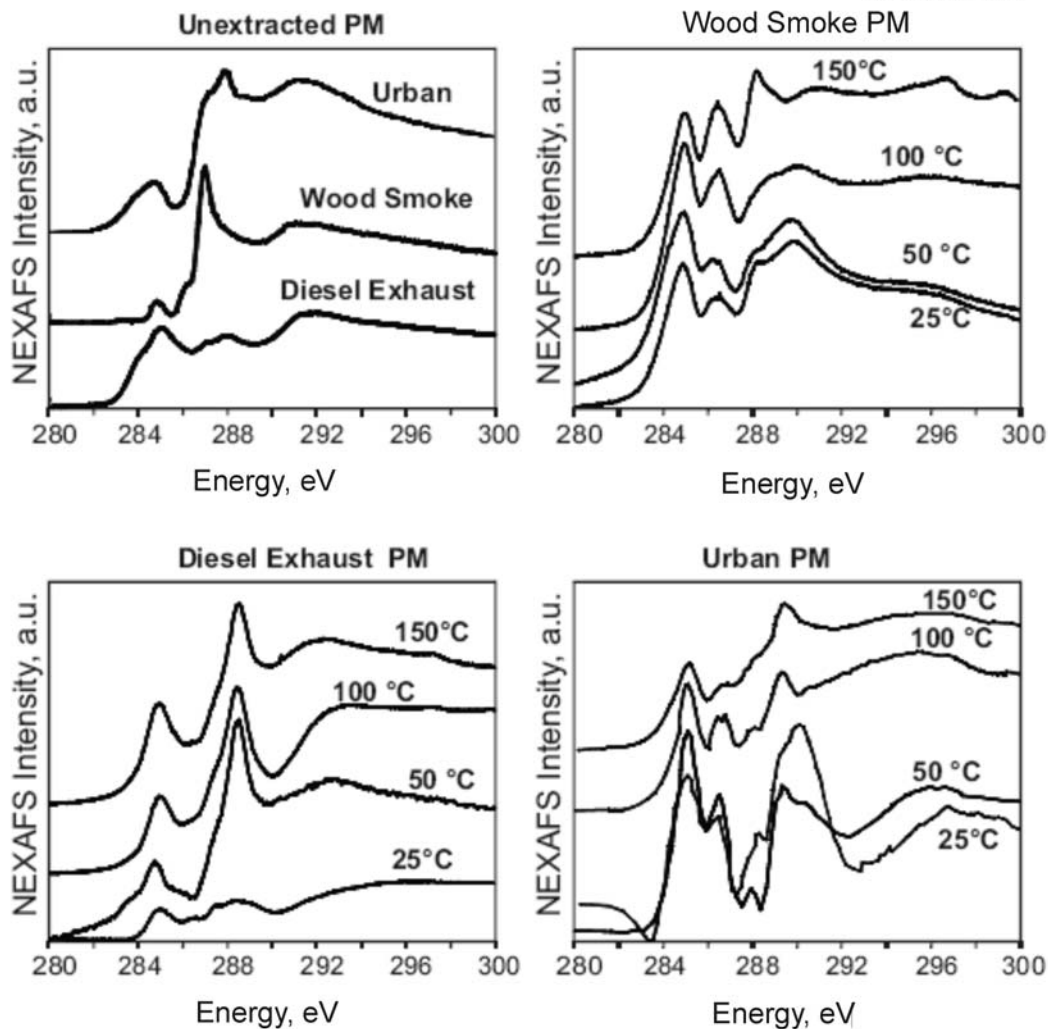 Unextracted PM
NEXAFS Intensity, a.u.
Urban
Wood Smoke
Diesel Exhaust
280 284 288 292 296 300
Energy, eV
Wood Smoke PM
NEXAFS Intensity, a.u.
150°C
100 °C
50 °C
25°C
280 284 288 292 296 300
Energy, eV
Diesel Exhaust PM
NEXAFS Intensity, a.u.
150°C
100 °C
50 °C
25°C
280 284 288 292 296 300
Energy, eV
Urban PM
NEXAFS Intensity, a.u.
150°C
100 °C
50 °C
25°C
280 284 288 292 296 300
Energy, eV